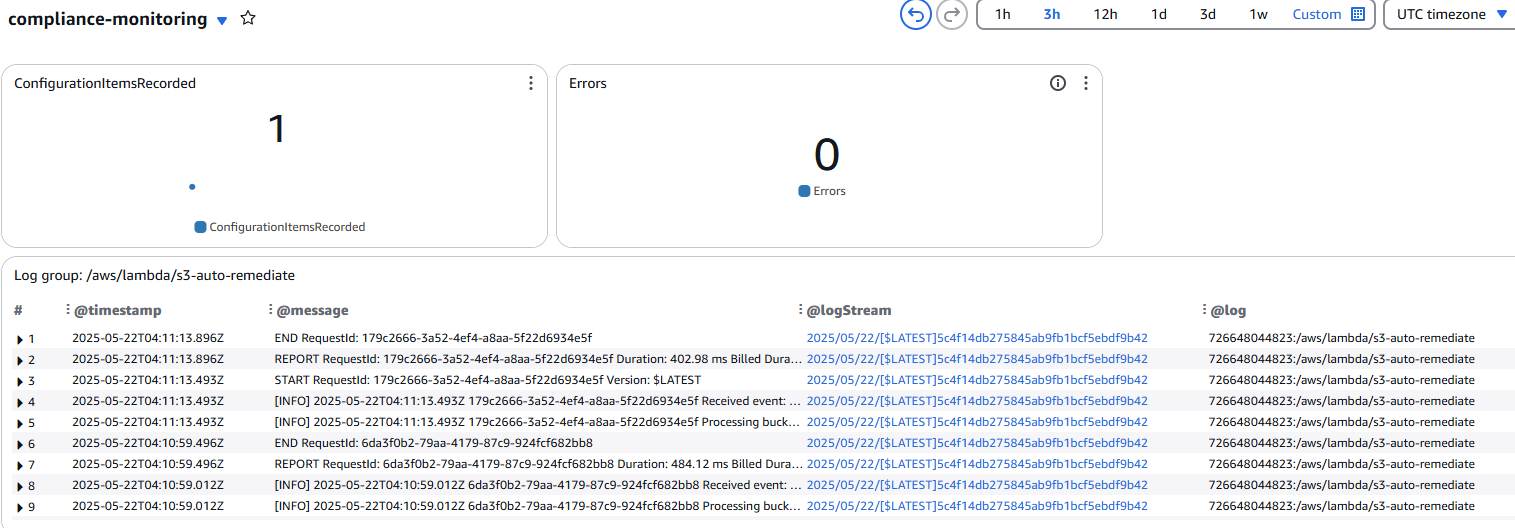 compliance-monitoring
1h 3h 12h 1d 3d 1w Custom UTC timezone
ConfigurationItemsRecorded
1
ConfigurationItemsRecorded
Errors
0
Errors
Log group: /aws/lambda/s3-auto-remediate
# @timestamp @message @logStream @log
1 2025-05-22T04:11:13.896Z END RequestId: 179c2666-3a52-4ef4-a8aa-5f22d6934e5f 2025/05/22/[$LATEST]5c4f14db275845ab9fb1bcf5ebdf9b42 726648044823:/aws/lambda/s3-auto-remediate
2 2025-05-22T04:11:13.896Z REPORT RequestId: 179c2666-3a52-4ef4-a8aa-5f22d6934e5f Duration: 402.98 ms Billed Dura... 2025/05/22/[$LATEST]5c4f14db275845ab9fb1bcf5ebdf9b42 726648044823:/aws/lambda/s3-auto-remediate
3 2025-05-22T04:11:13.493Z START RequestId: 179c2666-3a52-4ef4-a8aa-5f22d6934e5f Version: $LATEST 2025/05/22/[$LATEST]5c4f14db275845ab9fb1bcf5ebdf9b42 726648044823:/aws/lambda/s3-auto-remediate
4 2025-05-22T04:11:13.493Z [INFO] 2025-05-22T04:11:13.493Z 179c2666-3a52-4ef4-a8aa-5f22d6934e5f Received event: ... 2025/05/22/[$LATEST]5c4f14db275845ab9fb1bcf5ebdf9b42 726648044823:/aws/lambda/s3-auto-remediate
5 2025-05-22T04:11:13.493Z [INFO] 2025-05-22T04:11:13.493Z 179c2666-3a52-4ef4-a8aa-5f22d6934e5f Processing buck... 2025/05/22/[$LATEST]5c4f14db275845ab9fb1bcf5ebdf9b42 726648044823:/aws/lambda/s3-auto-remediate
6 2025-05-22T04:10:59.496Z END RequestId: 6da3f0b2-79aa-4179-87c9-924fcf682bb8 2025/05/22/[$LATEST]5c4f14db275845ab9fb1bcf5ebdf9b42 726648044823:/aws/lambda/s3-auto-remediate
7 2025-05-22T04:10:59.496Z REPORT RequestId: 6da3f0b2-79aa-4179-87c9-924fcf682bb8 Duration: 484.12 ms Billed Dura... 2025/05/22/[$LATEST]5c4f14db275845ab9fb1bcf5ebdf9b42 726648044823:/aws/lambda/s3-auto-remediate
8 2025-05-22T04:10:59.012Z [INFO] 2025-05-22T04:10:59.012Z 6da3f0b2-79aa-4179-87c9-924fcf682bb8 Received event: ... 2025/05/22/[$LATEST]5c4f14db275845ab9fb1bcf5ebdf9b42 726648044823:/aws/lambda/s3-auto-remediate
9 2025-05-22T04:10:59.012Z [INFO] 2025-05-22T04:10:59.012Z 6da3f0b2-79aa-4179-87c9-924fcf682bb8 Processing buck... 2025/05/22/[$LATEST]5c4f14db275845ab9fb1bcf5ebdf9b42 726648044823:/aws/lambda/s3-auto-remediate